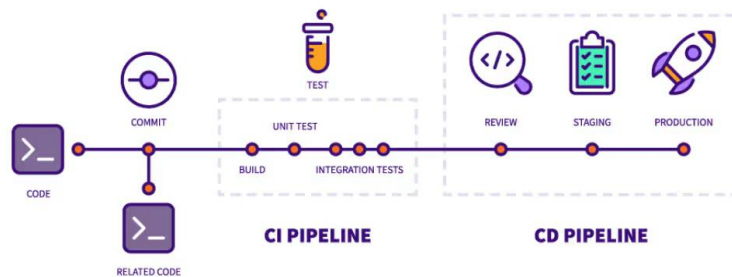 TEST
COMMIT
REVIEW
STAGING
PRODUCTION
UNIT TEST
CODE
BUILD
INTEGRATION TESTS
RELATED CODE
CI PIPELINE
CD PIPELINE